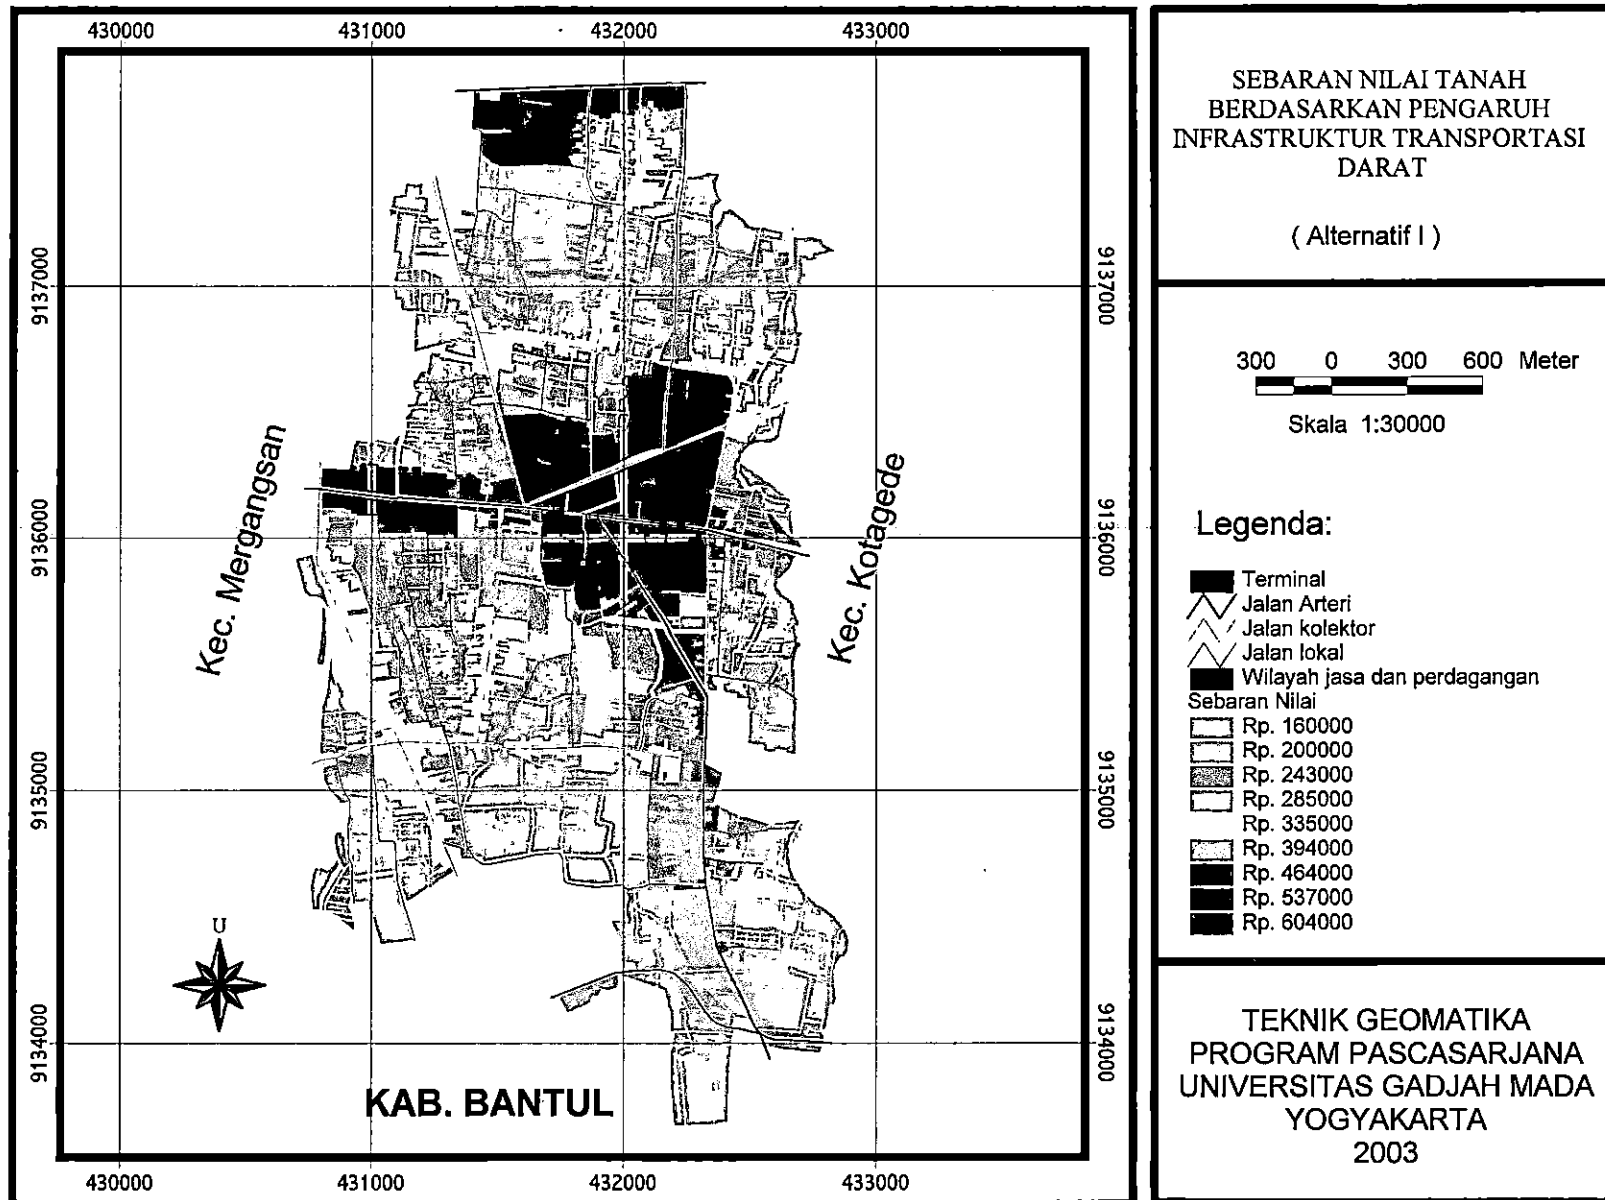 430000 431000 432000 433000
9137000
9136000
9135000
9134000
9137000
9136000
9135000
9134000
Kec. Mergangsan
Kec. Kotagede
U
KAB. BANTUL
430000 431000 432000 433000
SEBARAN NILAI TANAH
BERDASARKAN PENGARUH
INFRASTRUKTUR TRANSPORTASI
DARAT
( Alternatif I )
300 0 300 600 Meter
Skala 1:30000
Legenda:
Terminal
Jalan Arteri
Jalan kolektor
Jalan lokal
Wilayah jasa dan perdagangan
Sebaran Nilai
Rp. 160000
Rp. 200000
Rp. 243000
Rp. 285000
Rp. 335000
Rp. 394000
Rp. 464000
Rp. 537000
Rp. 604000
TEKNIK GEOMATIKA
PROGRAM PASCASARJANA
UNIVERSITAS GADJAH MADA
YOGYAKARTA
2003